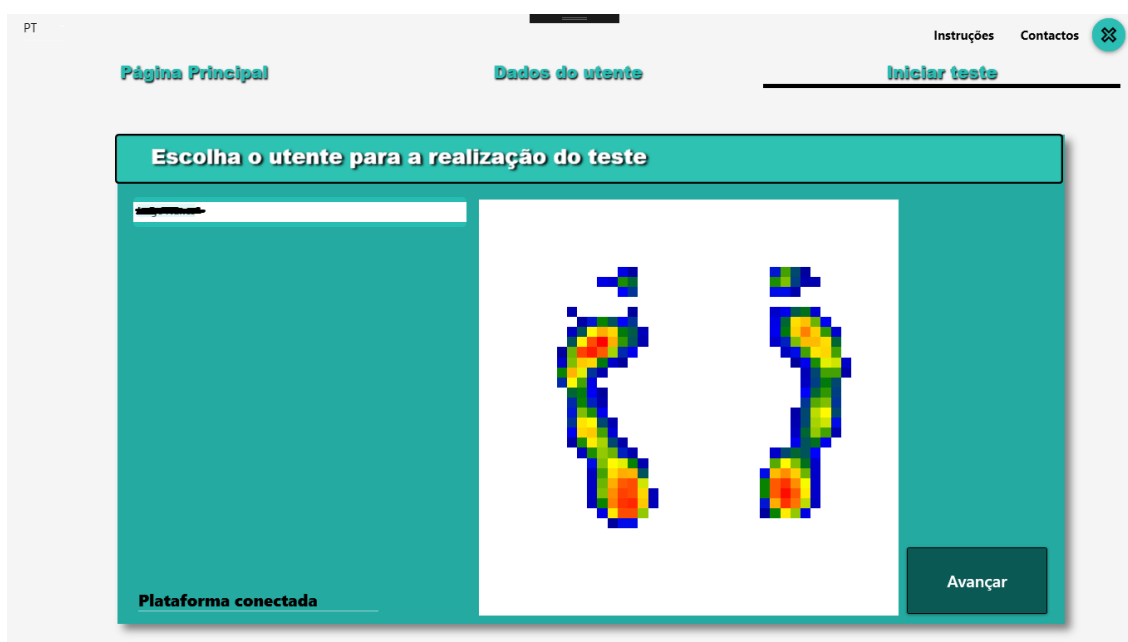 PT
Instruções Contactos
Página Principal Dados do utente Iniciar teste
Escolha o utente para a realização do teste
Plataforma conectada
Avançar